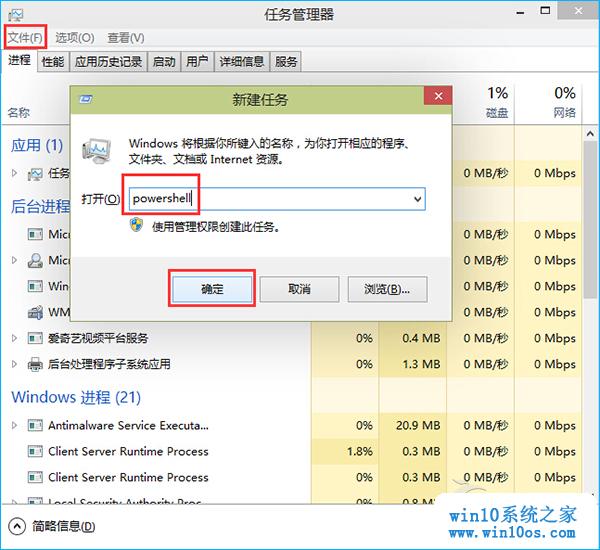 任务管理器
文件(F) 选项(O) 查看(V)
进程 性能 应用历史记录 启动 用户 详细信息 服务
1% 0%
名称 磁盘 网络
新建任务
Windows 将根据你所键入的名称，为你打开相应的程序、
文件夹、文档或 Internet 资源。
打开(O) powershell
使用管理权限创建此任务。
确定 取消 浏览(B)...
应用 (1)
任务 0 MB/秒 0 Mbps
后台进程
Mic 0 MB/秒 0 Mbps
Mic 0 MB/秒 0 Mbps
Win 0 MB/秒 0 Mbps
WM 0 MB/秒 0 Mbps
爱奇艺视频平台服务 0% 0.4 MB 0 MB/秒 0 Mbps
后台处理程序子系统应用 0% 1.3 MB 0 MB/秒 0 Mbps
Windows 进程 (21)
Antimalware Service Executa... 0% 20.9 MB 0 MB/秒 0 Mbps
Client Server Runtime Process 1.8% 0.3 MB 0 MB/秒 0 Mbps
Client Server Runtime Process 0% 0.3 MB 0 MB/秒 0 Mbps
Local Security Authority Proc... 0% 0.8 MB 0 MB/秒 0 Mbps
简略信息(D)
win10系统之家
win10os.com